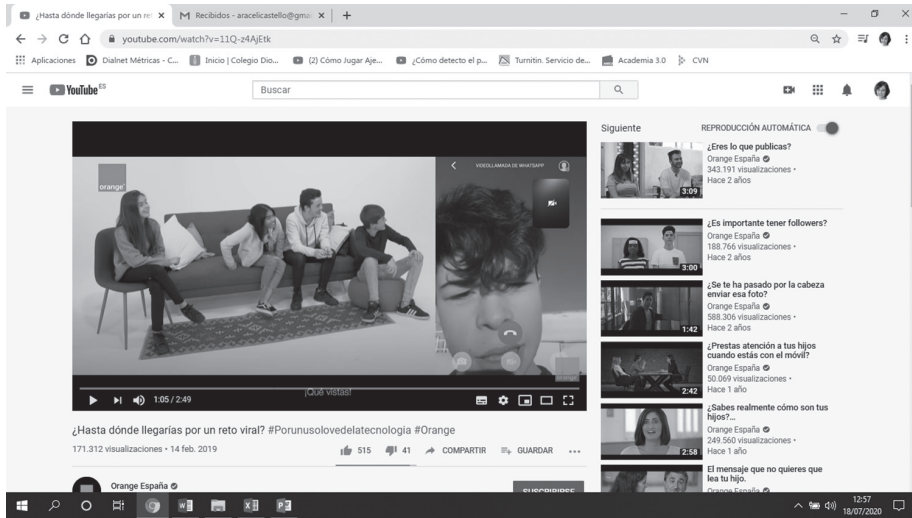 ¿Hasta dónde llegarías por un ret
Recibidos - aracelicastello@gma
youtube.com/watch?v=11Q-z4AjEtk
Aplicaciones
Dialnet Métricas - C...
Inicio | Colegio Dio...
(2) Cómo Jugar Aje...
¿Cómo detecto el p...
Turnitin. Servicio de...
Academia 3.0
CVN
YouTube ES
Buscar
orange
VIDEOLLAMADA DE WHATSAPP
¡Qué vistas!
1:05 / 2:49
¿Hasta dónde llegarías por un reto viral? #Porunusolovedelatecnologia #Orange
171.312 visualizaciones • 14 feb. 2019
515
41
COMPARTIR
GUARDAR
Orange España
SUSCRIBIRSE
Siguiente
REPRODUCCIÓN AUTOMÁTICA
¿Eres lo que publicas?
Orange España
343.191 visualizaciones •
Hace 2 años
3:09
¿Es importante tener followers?
Orange España
188.766 visualizaciones •
Hace 2 años
3:00
¿Se te ha pasado por la cabeza
enviar esa foto?
Orange España
588.306 visualizaciones •
Hace 2 años
1:42
¿Prestas atención a tus hijos
cuando estás con el móvil?
Orange España
50.069 visualizaciones •
Hace 1 año
2:42
¿Sabes realmente cómo son tus
hijos?...
Orange España
249.560 visualizaciones •
Hace 1 año
2:58
El mensaje que no quieres que
lea tu hijo.
Orange España
12:57
18/07/2020